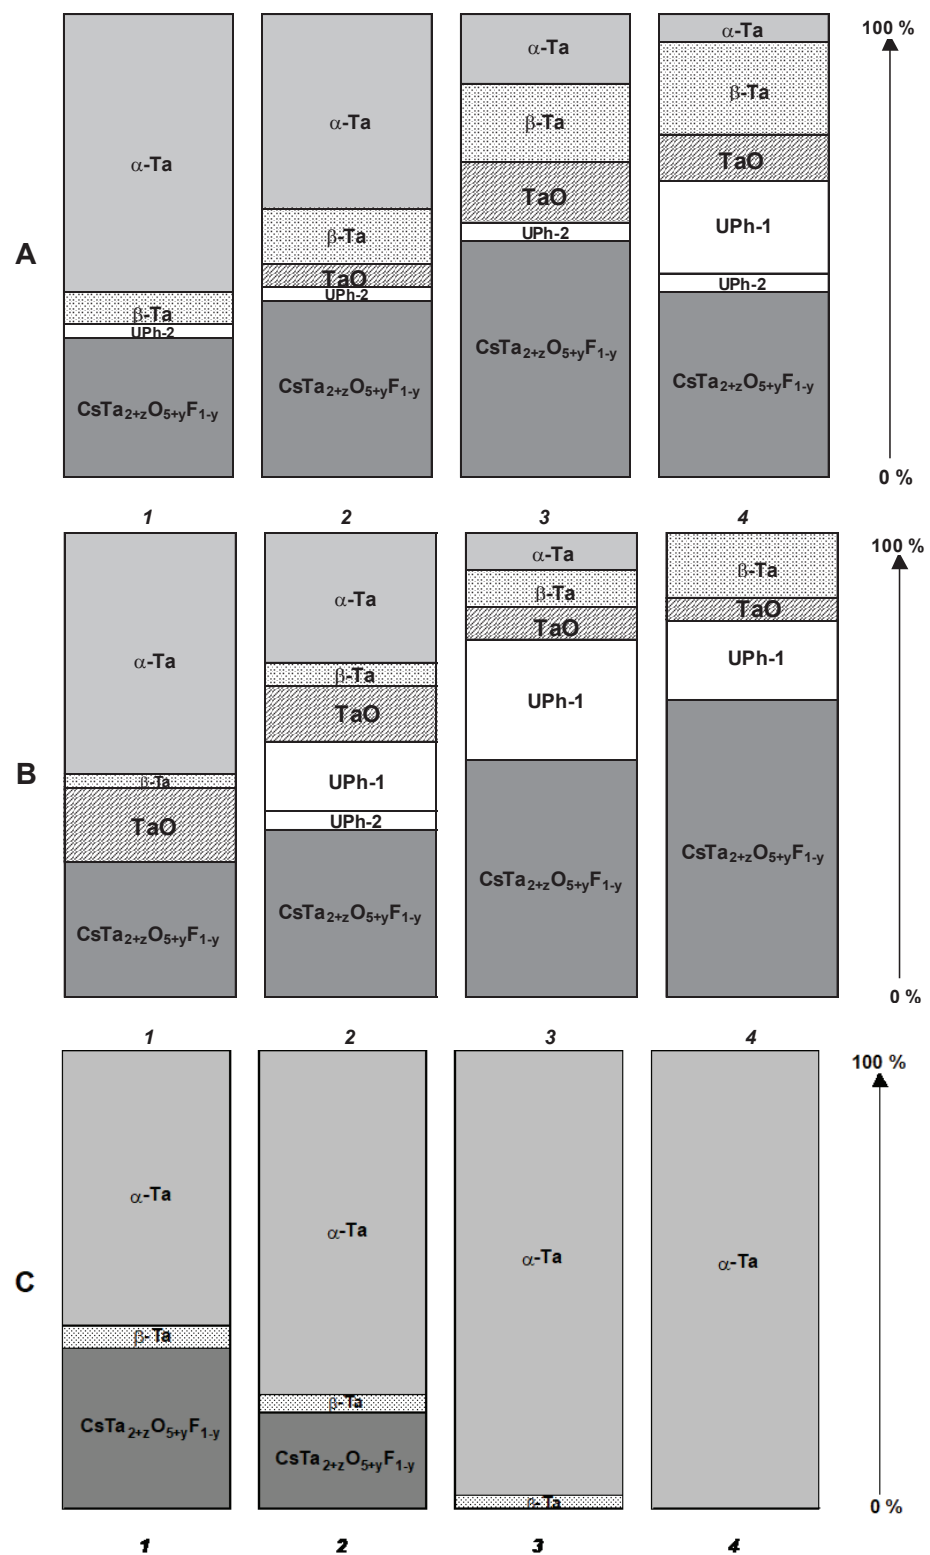 A
α-Ta
β-Ta
UPh-2
CsTa2+zO5+yF1-y
α-Ta
β-Ta
TaO
UPh-2
CsTa2+zO5+yF1-y
α-Ta
β-Ta
TaO
UPh-2
CsTa2+zO5+yF1-y
α-Ta
β-Ta
TaO
UPh-1
UPh-2
CsTa2+zO5+yF1-y
100 %
0 %
1
2
3
4
B
α-Ta
β-Ta
TaO
CsTa2+zO5+yF1-y
α-Ta
β-Ta
TaO
UPh-1
UPh-2
CsTa2+zO5+yF1-y
α-Ta
β-Ta
TaO
UPh-1
CsTa2+zO5+yF1-y
β-Ta
TaO
UPh-1
CsTa2+zO5+yF1-y
100 %
0 %
1
2
3
4
C
α-Ta
β-Ta
CsTa2+zO5+yF1-y
α-Ta
β-Ta
CsTa2+zO5+yF1-y
α-Ta
β-Ta
α-Ta
100 %
0 %
1
2
3
4